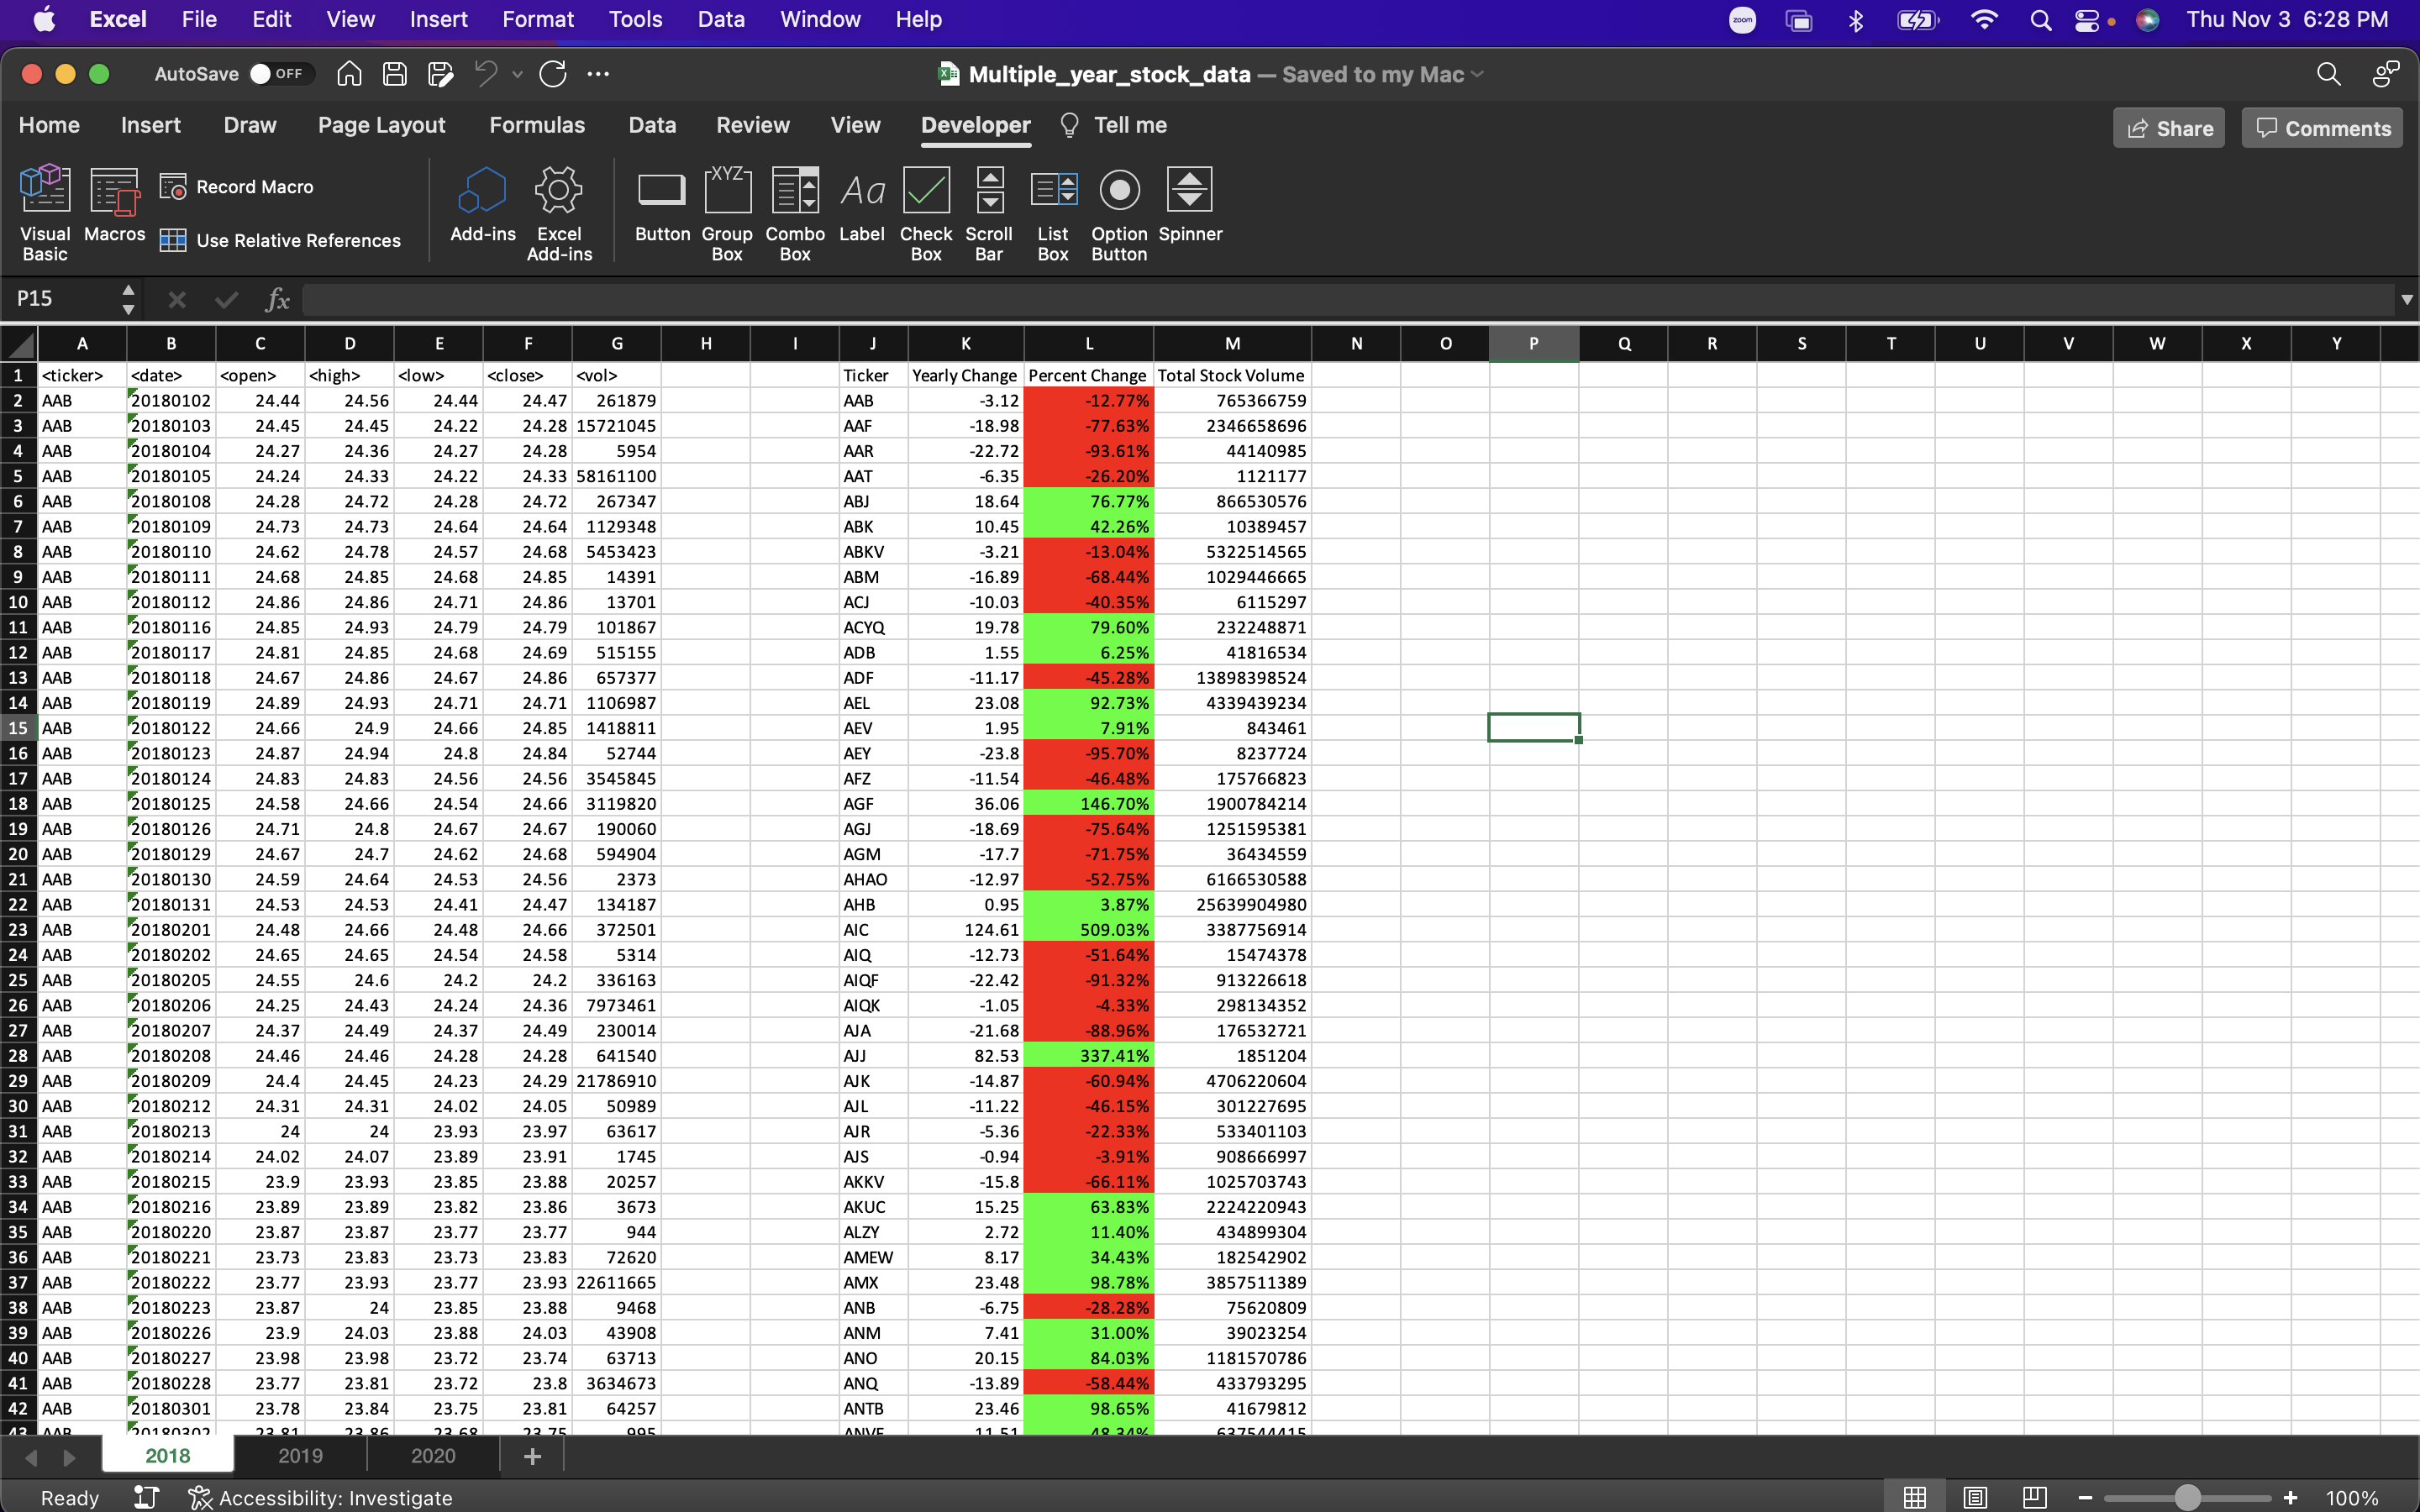 Excel File Edit View Insert Format Tools Data Window Help zoom Thu Nov 3 6:28 PM
AutoSave OFF Multiple_year_stock_data — Saved to my Mac
Home Insert Draw Page Layout Formulas Data Review View Developer Tell me Share Comments
Visual Basic Macros Record Macro Use Relative References Add-ins Excel Add-ins Button XYZ Group Box Combo Box Aa Label Check Box Scroll Bar List Box Option Button Spinner
P15 fx
A B C D E F G H I J K L M N O P Q R S T U V W X Y
1 <ticker> <date> <open> <high> <low> <close> <vol> Ticker Yearly Change Percent Change Total Stock Volume
2 AAB 20180102 24.44 24.56 24.44 24.47 261879 AAB -3.12 -12.77% 765366759
3 AAB 20180103 24.45 24.45 24.22 24.28 15721045 AAF -18.98 -77.63% 2346658696
4 AAB 20180104 24.27 24.36 24.27 24.28 5954 AAR -22.72 -93.61% 44140985
5 AAB 20180105 24.24 24.33 24.22 24.33 58161100 AAT -6.35 -26.20% 1121177
6 AAB 20180108 24.28 24.72 24.28 24.72 267347 ABJ 18.64 76.77% 866530576
7 AAB 20180109 24.73 24.73 24.64 24.64 1129348 ABK 10.45 42.26% 10389457
8 AAB 20180110 24.62 24.78 24.57 24.68 5453423 ABKV -3.21 -13.04% 5322514565
9 AAB 20180111 24.68 24.85 24.68 24.85 14391 ABM -16.89 -68.44% 1029446665
10 AAB 20180112 24.86 24.86 24.71 24.86 13701 ACJ -10.03 -40.35% 6115297
11 AAB 20180116 24.85 24.93 24.79 24.79 101867 ACYQ 19.78 79.60% 232248871
12 AAB 20180117 24.81 24.85 24.68 24.69 515155 ADB 1.55 6.25% 41816534
13 AAB 20180118 24.67 24.86 24.67 24.86 657377 ADF -11.17 -45.28% 13898398524
14 AAB 20180119 24.89 24.93 24.71 24.71 1106987 AEL 23.08 92.73% 4339439234
15 AAB 20180122 24.66 24.9 24.66 24.85 1418811 AEV 1.95 7.91% 843461
16 AAB 20180123 24.87 24.94 24.8 24.84 52744 AEY -23.8 -95.70% 8237724
17 AAB 20180124 24.83 24.83 24.56 24.56 3545845 AFZ -11.54 -46.48% 175766823
18 AAB 20180125 24.58 24.66 24.54 24.66 3119820 AGF 36.06 146.70% 1900784214
19 AAB 20180126 24.71 24.8 24.67 24.67 190060 AGJ -18.69 -75.64% 1251595381
20 AAB 20180129 24.67 24.7 24.62 24.68 594904 AGM -17.7 -71.75% 36434559
21 AAB 20180130 24.59 24.64 24.53 24.56 2373 AHAO -12.97 -52.75% 6166530588
22 AAB 20180131 24.53 24.53 24.41 24.47 134187 AHB 0.95 3.87% 25639904980
23 AAB 20180201 24.48 24.66 24.48 24.66 372501 AIC 124.61 509.03% 3387756914
24 AAB 20180202 24.65 24.65 24.54 24.58 5314 AIQ -12.73 -51.64% 15474378
25 AAB 20180205 24.55 24.6 24.2 24.2 336163 AIQF -22.42 -91.32% 913226618
26 AAB 20180206 24.25 24.43 24.24 24.36 7973461 AIQK -1.05 -4.33% 298134352
27 AAB 20180207 24.37 24.49 24.37 24.49 230014 AJA -21.68 -88.96% 176532721
28 AAB 20180208 24.46 24.46 24.28 24.28 641540 AJJ 82.53 337.41% 1851204
29 AAB 20180209 24.4 24.45 24.23 24.29 21786910 AJK -14.87 -60.94% 4706220604
30 AAB 20180212 24.31 24.31 24.02 24.05 50989 AJL -11.22 -46.15% 301227695
31 AAB 20180213 24 24 23.93 23.97 63617 AJR -5.36 -22.33% 533401103
32 AAB 20180214 24.02 24.07 23.89 23.91 1745 AJS -0.94 -3.91% 908666997
33 AAB 20180215 23.9 23.93 23.85 23.88 20257 AKKV -15.8 -66.11% 1025703743
34 AAB 20180216 23.89 23.89 23.82 23.86 3673 AKUC 15.25 63.83% 2224220943
35 AAB 20180220 23.87 23.87 23.77 23.77 944 ALZY 2.72 11.40% 434899304
36 AAB 20180221 23.73 23.83 23.73 23.83 72620 AMEW 8.17 34.43% 182542902
37 AAB 20180222 23.77 23.93 23.77 23.93 22611665 AMX 23.48 98.78% 3857511389
38 AAB 20180223 23.87 24 23.85 23.88 9468 ANB -6.75 -28.28% 75620809
39 AAB 20180226 23.9 24.03 23.88 24.03 43908 ANM 7.41 31.00% 39023254
40 AAB 20180227 23.98 23.98 23.72 23.74 63713 ANO 20.15 84.03% 1181570786
41 AAB 20180228 23.77 23.81 23.72 23.8 3634673 ANQ -13.89 -58.44% 433793295
42 AAB 20180301 23.78 23.84 23.75 23.81 64257 ANTB 23.46 98.65% 41679812
43 AAB 20180302 23.81 23.86 23.68 23.75 995 11.51 48.34% 637544415
2018 2019 2020
Ready Accessibility: Investigate 100%